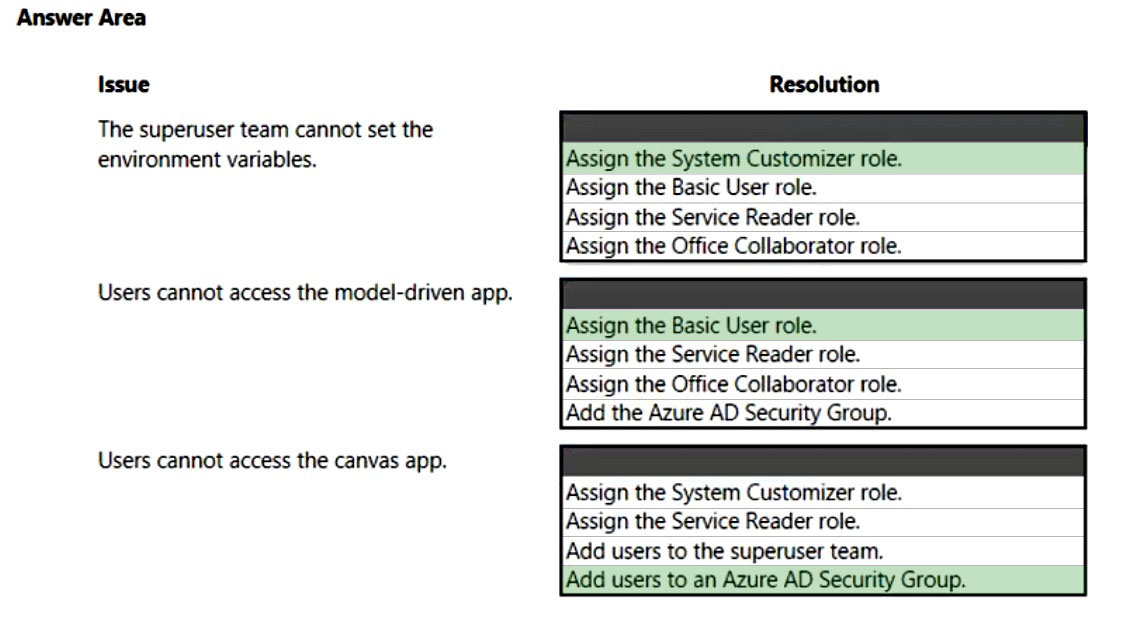 Answer Area
Issue
Resolution
The superuser team cannot set the
environment variables.
Assign the System Customizer role.
Assign the Basic User role.
Assign the Service Reader role.
Assign the Office Collaborator role.
Users cannot access the model-driven app.
Assign the Basic User role.
Assign the Service Reader role.
Assign the Office Collaborator role.
Add the Azure AD Security Group.
Users cannot access the canvas app.
Assign the System Customizer role.
Assign the Service Reader role.
Add users to the superuser team.
Add users to an Azure AD Security Group.